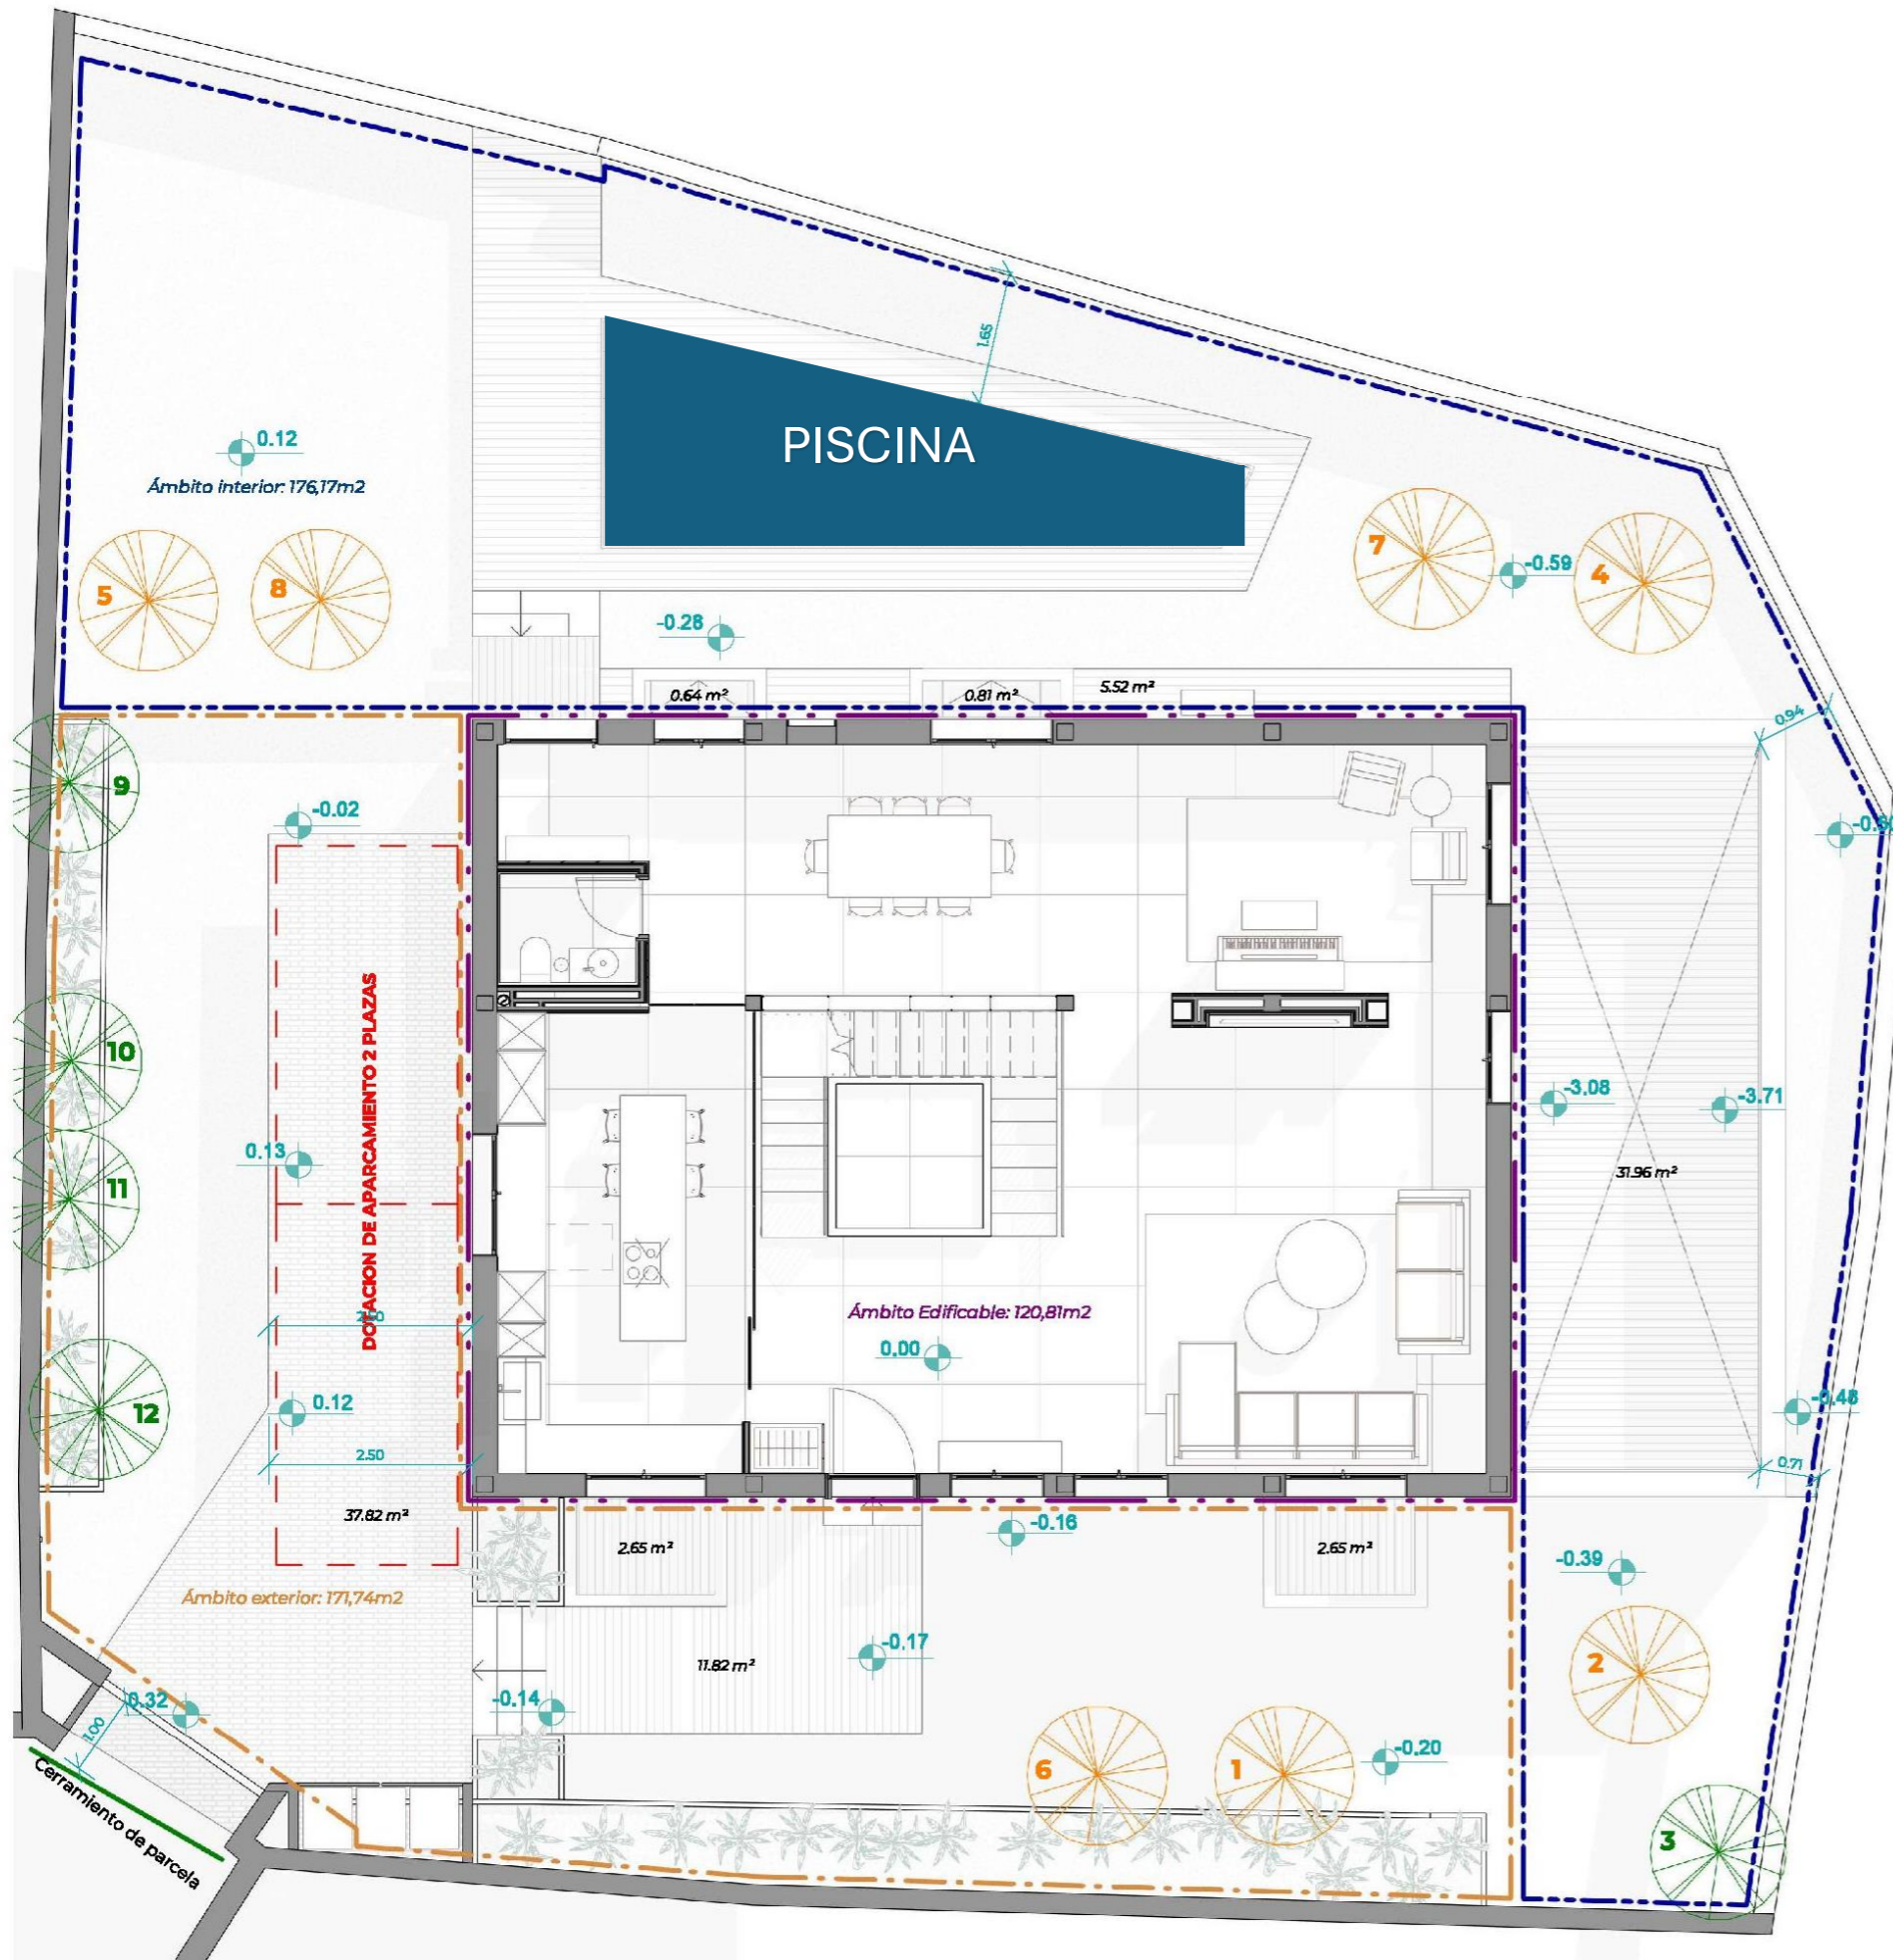 1.65
PISCINA
0.12
Ámbito interior: 176,17m2
7
-0.59
4
5
8
-0.28
0.64 m²
0.81 m²
5.52 m²
0.94
9
-0.02
DOTACION DE APARCAMIENTO 2 PLAZAS
10
-3.08
-3.71
0.13
11
31.96 m²
Ámbito Edificable: 120,81m2
0.00
0.12
12
-0.48
2.50
0.71
37.82 m²
-0.16
2.65 m²
2.65 m²
-0.39
Ámbito exterior: 171,74m2
-0.17
11.82 m²
2
0.32
-0.14
1.00
6
1
-0.20
Cerramiento de parcela
3